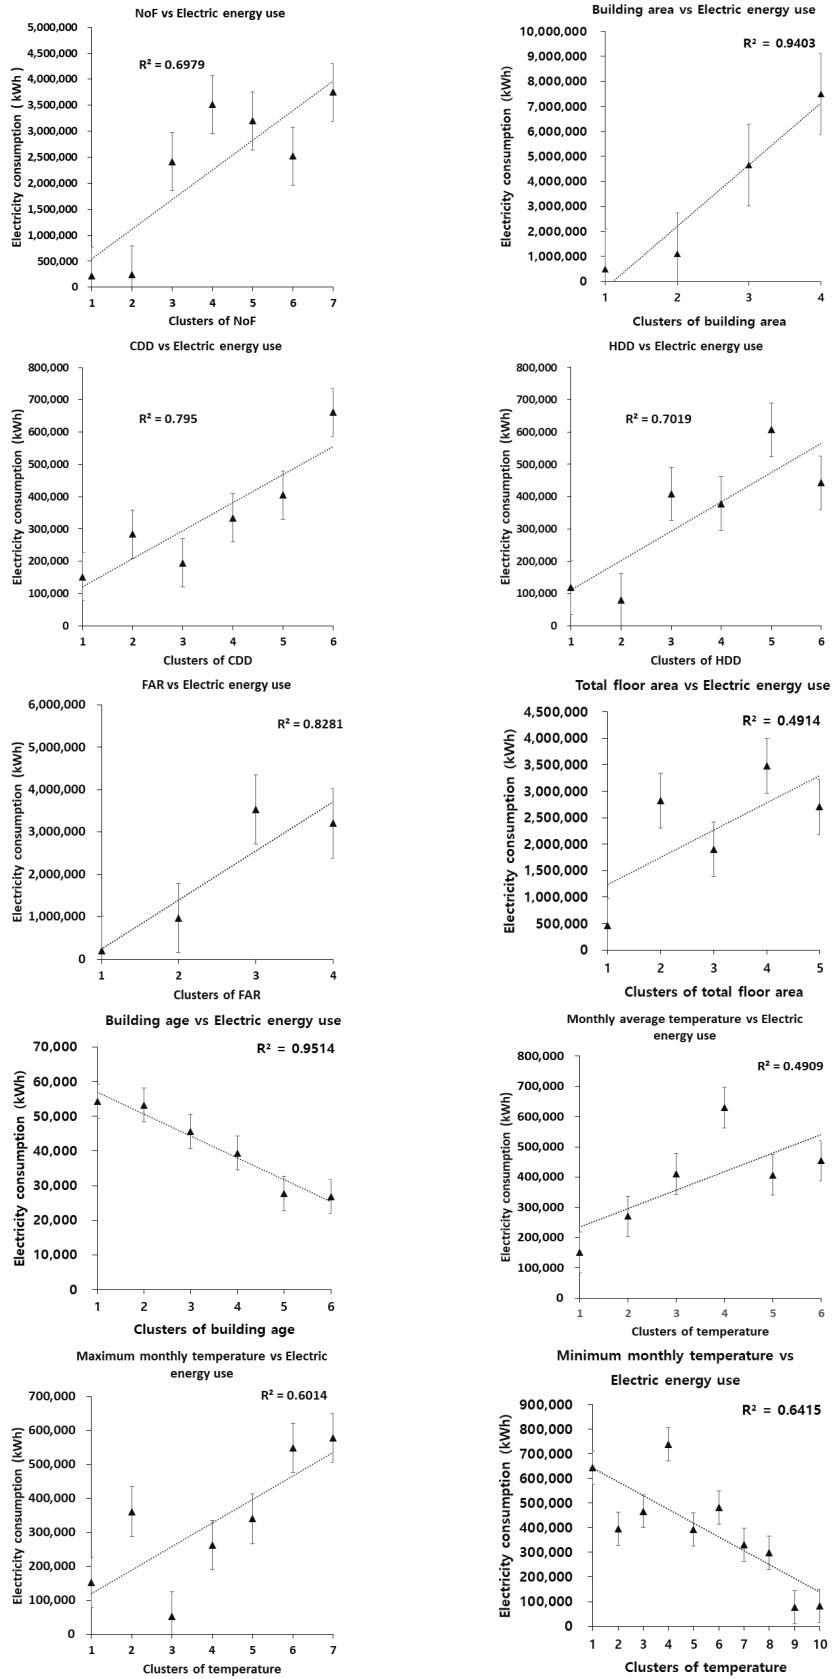 NoF vs Electric energy use
R² = 0.6979
Electricity consumption ( kWh )
5,000,000
4,500,000
4,000,000
3,500,000
3,000,000
2,500,000
2,000,000
1,500,000
1,000,000
500,000
0
1 2 3 4 5 6 7
Clusters of NoF
Building area vs Electric energy use
R² = 0.9403
Electricity consumption (kWh)
10,000,000
9,000,000
8,000,000
7,000,000
6,000,000
5,000,000
4,000,000
3,000,000
2,000,000
1,000,000
0
1 2 3 4
Clusters of building area
CDD vs Electric energy use
R² = 0.795
Electricity consumption (kWh)
800,000
700,000
600,000
500,000
400,000
300,000
200,000
100,000
0
1 2 3 4 5 6
Clusters of CDD
HDD vs Electric energy use
R² = 0.7019
Electricity consumption (kWh)
800,000
700,000
600,000
500,000
400,000
300,000
200,000
100,000
0
1 2 3 4 5 6
Clusters of HDD
FAR vs Electric energy use
R² = 0.8281
Electricity consumption (kWh)
6,000,000
5,000,000
4,000,000
3,000,000
2,000,000
1,000,000
0
1 2 3 4
Clusters of FAR
Total floor area vs Electric energy use
R² = 0.4914
Electricity consumption (kWh)
4,500,000
4,000,000
3,500,000
3,000,000
2,500,000
2,000,000
1,500,000
1,000,000
500,000
0
1 2 3 4 5
Clusters of total floor area
Building age vs Electric energy use
R² = 0.9514
Electricity consumption (kWh)
70,000
60,000
50,000
40,000
30,000
20,000
10,000
0
1 2 3 4 5 6
Clusters of building age
Monthly average temperature vs Electric
energy use
R² = 0.4909
Electricity consumption (kWh)
800,000
700,000
600,000
500,000
400,000
300,000
200,000
100,000
0
1 2 3 4 5 6
Clusters of temperature
Maximum monthly temperature vs Electric
energy use
R² = 0.6014
Electricity consumption (kWh)
700,000
600,000
500,000
400,000
300,000
200,000
100,000
0
1 2 3 4 5 6 7
Clusters of temperature
Minimum monthly temperature vs
Electric energy use
R² = 0.6415
Electricity consumption (kWh)
900,000
800,000
700,000
600,000
500,000
400,000
300,000
200,000
100,000
0
1 2 3 4 5 6 7 8 9 10
Clusters of temperature